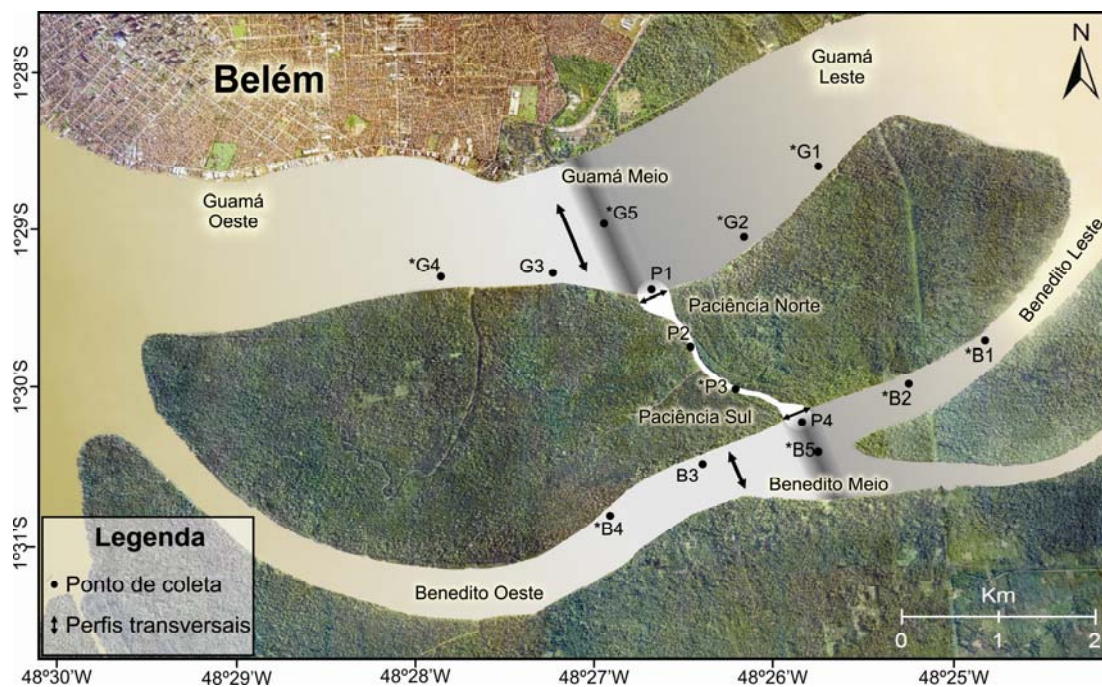 Belém
N
Guamá
Leste
1°28'S
*G1
Guamá Meio
Guamá
Oeste
*G5
1°29'S
*G2
Benedito Leste
*G4
G3
P1
Paciência Norte
P2
*B1
1°30'S
*P3
*B2
Paciência Sul
P4
*B5
B3
Benedito Meio
*B4
1°31'S
Legenda
Ponto de coleta
Perfis transversais
Benedito Oeste
Km
0 1 2
48°30'W 48°29'W 48°28'W 48°27'W 48°26'W 48°25'W